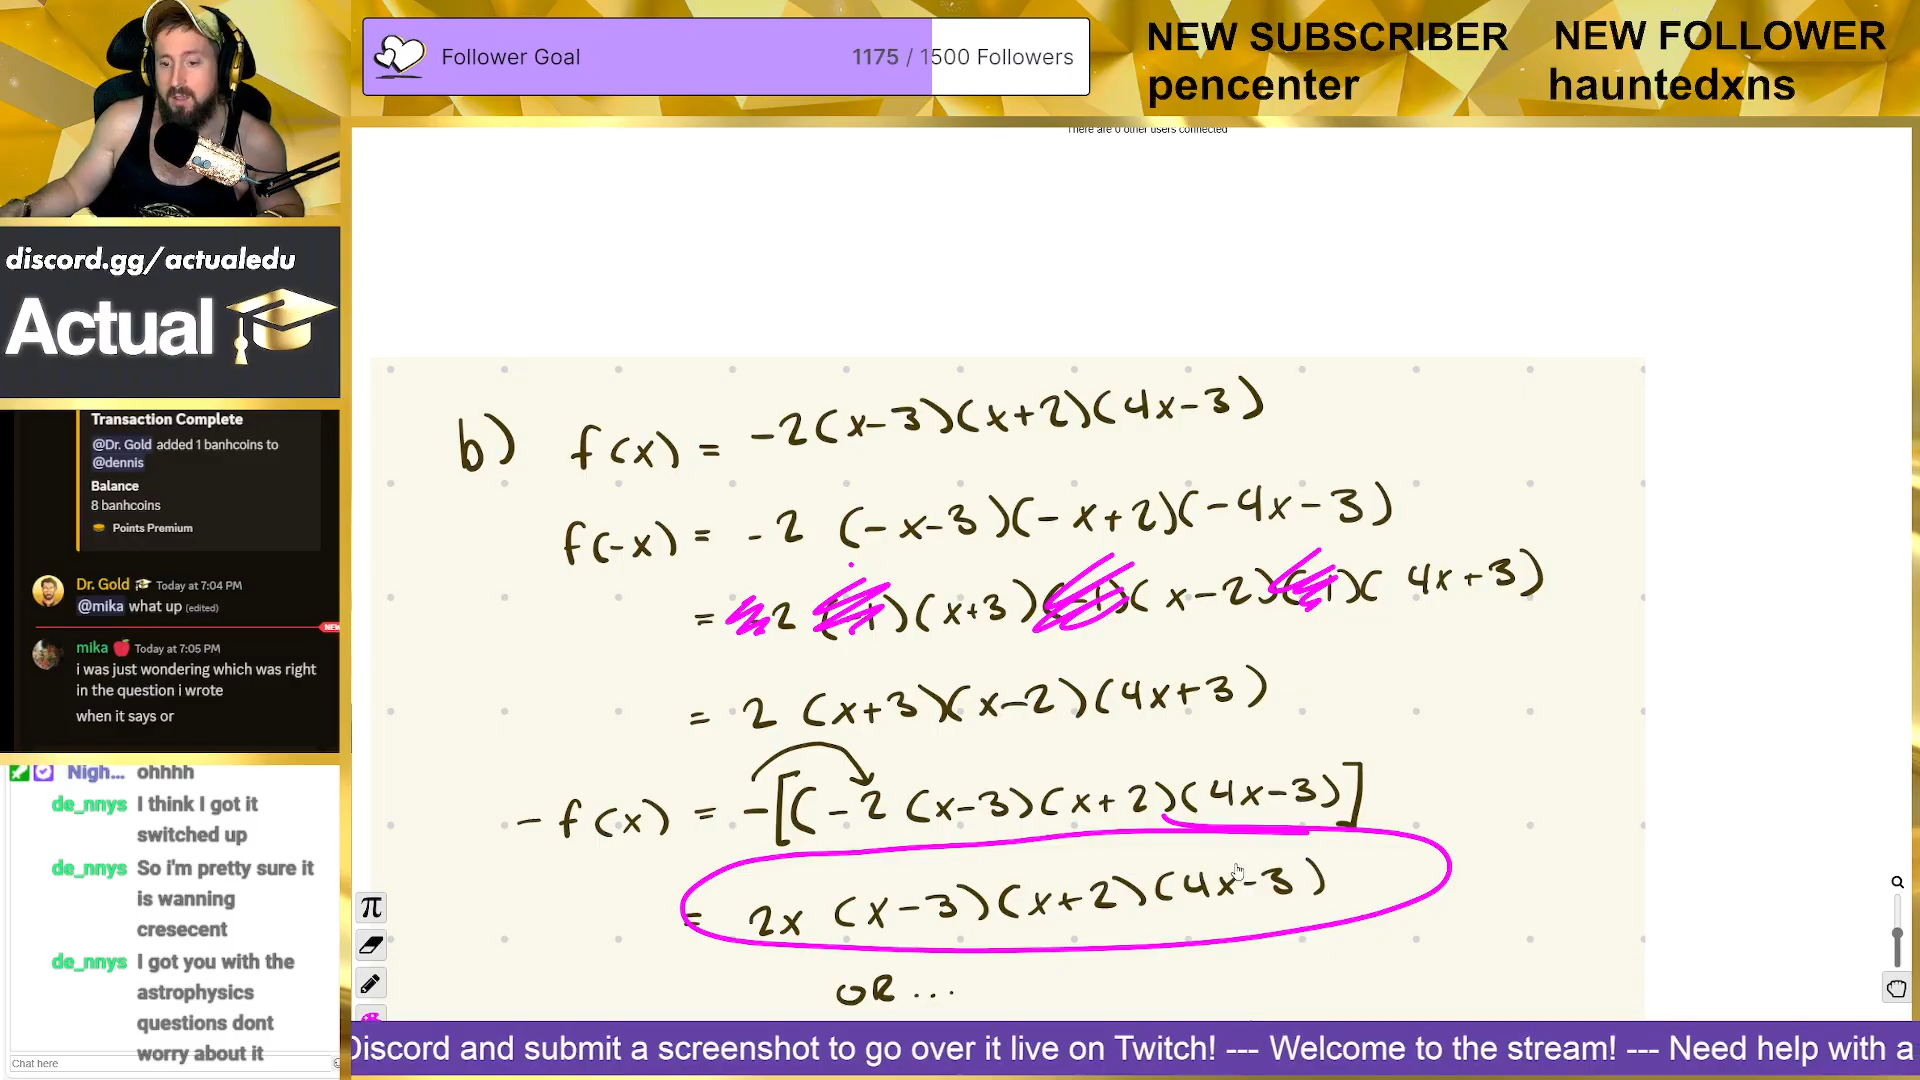 Follower Goal
1175 / 1500 Followers
NEW SUBSCRIBER
pencenter
NEW FOLLOWER
hauntedxns
There are 0 other users connected
discord.gg/actualedu
Actual
Transaction Complete
@Dr. Gold added 1 banhcoins to
@dennis
Balance
8 banhcoins
Points Premium
Dr. Gold Today at 7:04 PM
@mika what up (edited)
NEW
mika Today at 7:05 PM
i was just wondering which was right
in the question i wrote
when it says or
Nigh... ohhhh
de_nnys I think I got it
switched up
de_nnys So i'm pretty sure it
is wanning
cresecent
de_nnys I got you with the
astrophysics
questions dont
worry about it
Chat here
b) f(x) = -2(x-3)(x+2)(4x-3)
f(-x) = -2 (-x-3)(-x+2)(-4x-3)
= 2 ( )(x+3)( )(x-2)( )(4x+3)
= 2 (x+3)(x-2)(4x+3)
-f(x) = -[(-2(x-3)(x+2)(4x-3)]
= 2x (x-3)(x+2)(4x-3)
OR ...
π
Discord and submit a screenshot to go over it live on Twitch! --- Welcome to the stream! --- Need help with a